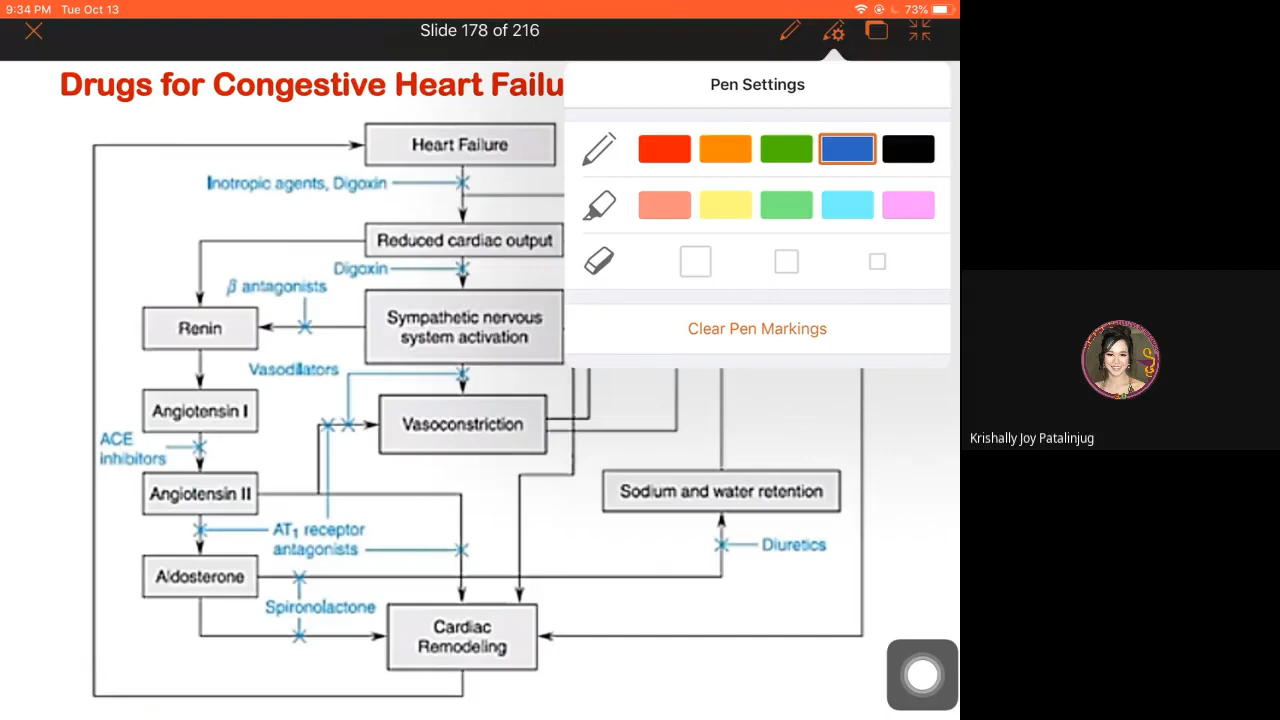 9:34 PM Tue Oct 13
73%
Slide 178 of 216
Drugs for Congestive Heart Failu
Pen Settings
Clear Pen Markings
Heart Failure
Inotropic agents, Digoxin
Reduced cardiac output
Digoxin
β antagonists
Sympathetic nervous
system activation
Renin
Vasodilators
Angiotensin I
Vasoconstriction
ACE
inhibitors
Angiotensin II
Sodium and water retention
AT1 receptor
antagonists
Diuretics
Aldosterone
Spironolactone
Cardiac
Remodeling
Krishally Joy Patalinjug